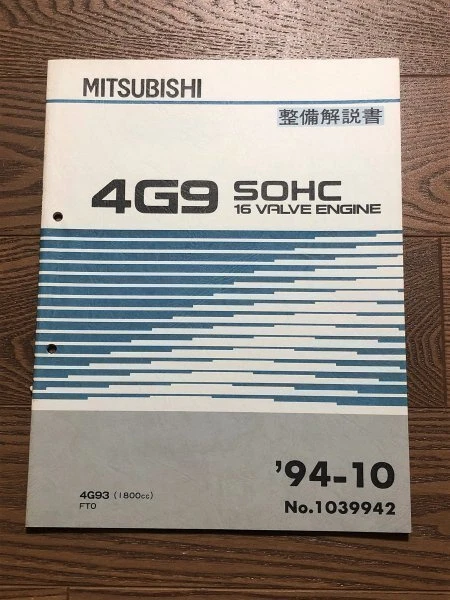 MITSUBISHI
整備解説書
4G9 SOHC
16 VALVE ENGINE
'94-10
4G93 (1800cc)
FTO
No.1039942